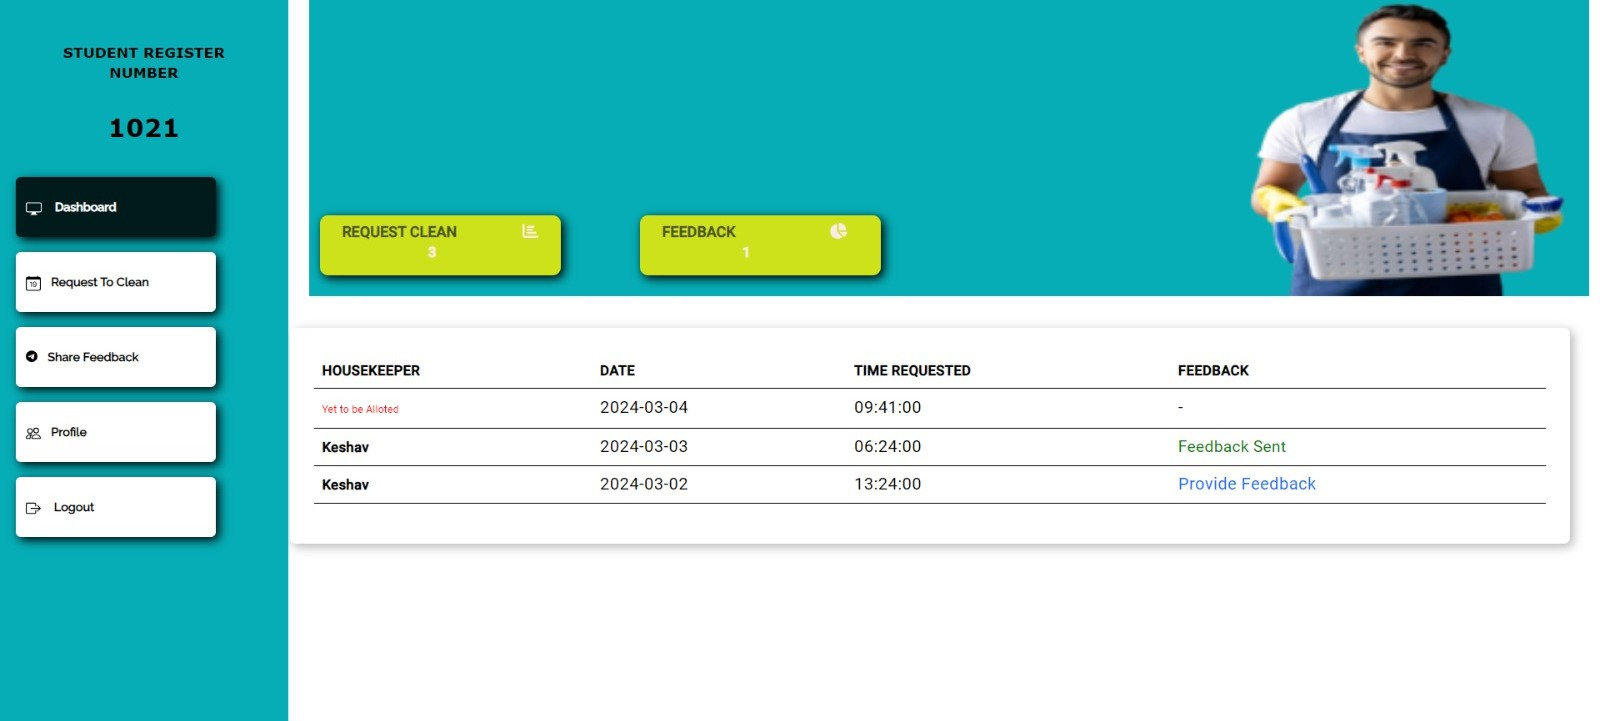 STUDENT REGISTER
NUMBER
1021
Dashboard
19 Request To Clean
Share Feedback
Profile
Logout
REQUEST CLEAN
3
FEEDBACK
1
HOUSEKEEPER DATE TIME REQUESTED FEEDBACK
Yet to be Alloted 2024-03-04 09:41:00 -
Keshav 2024-03-03 06:24:00 Feedback Sent
Keshav 2024-03-02 13:24:00 Provide Feedback